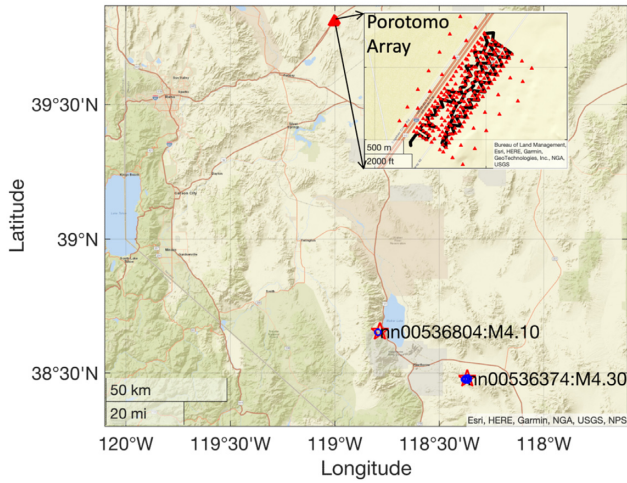 Porotomo
Array
500 m
2000 ft
Bureau of Land Management,
Esri, HERE, Garmin,
GeoTechnologies, Inc., NGA,
USGS
39°30'N
39°N
38°30'N
Latitude
nn00536804:M4.10
nn00536374:M4.30
50 km
20 mi
Esri, HERE, Garmin, NGA, USGS, NPS
120°W
119°30'W
119°W
118°30'W
118°W
Longitude